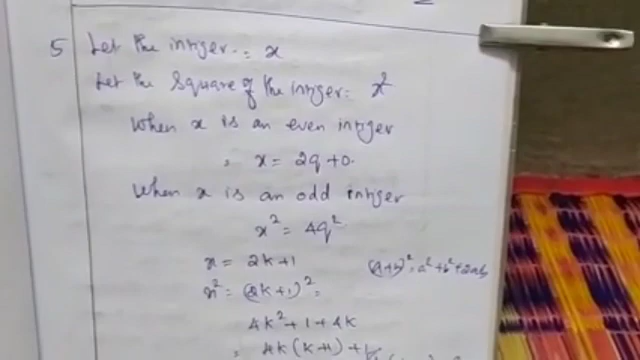 5 Let the integer : = x
Let the Square of the integer = x²
When x is an even integer
, x = 2q + 0.
When x is an odd integer
x² = 4q²
x = 2k+1
(a+b)² = a² + b² + 2ab
x² = (2k+1)² =
4k² + 1 + 4k
= 4k(k+1) +